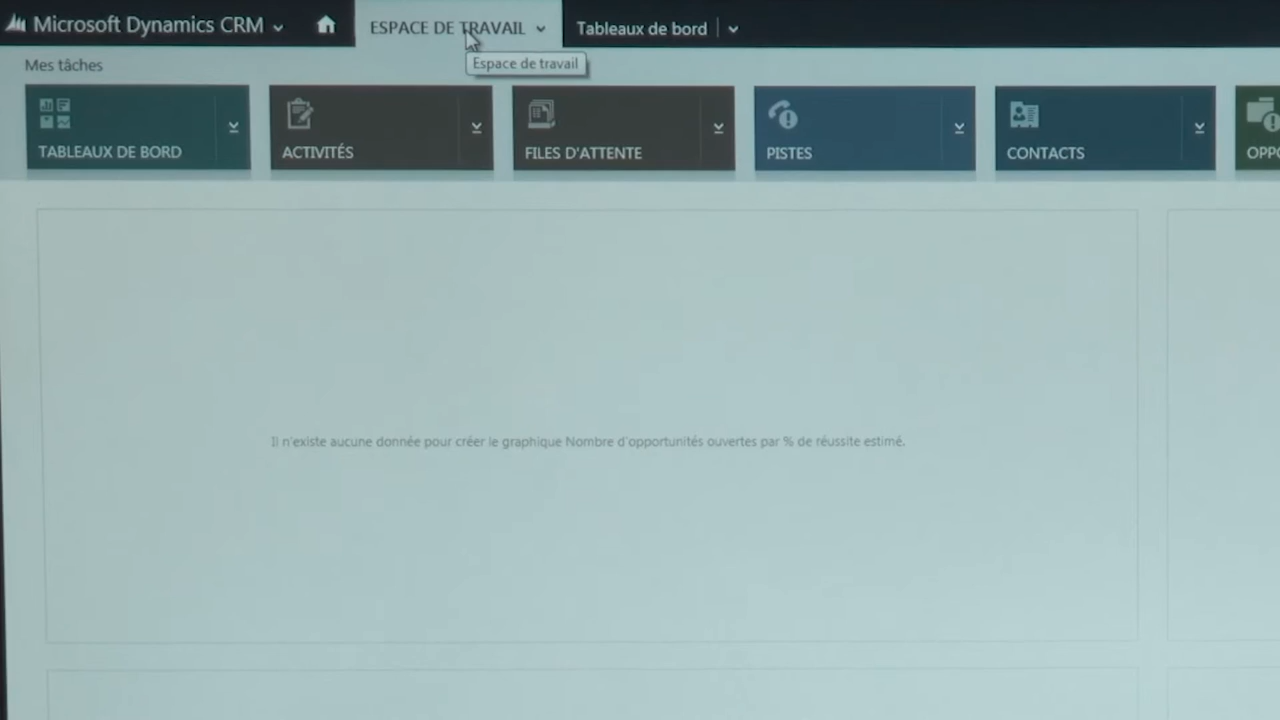 Microsoft Dynamics CRM
ESPACE DE TRAVAIL
Tableaux de bord
Espace de travail
Mes tâches
TABLEAUX DE BORD
ACTIVITÉS
FILES D'ATTENTE
PISTES
CONTACTS
OPPO
Il n'existe aucune donnée pour créer le graphique Nombre d'opportunités ouvertes par % de réussite estimé.